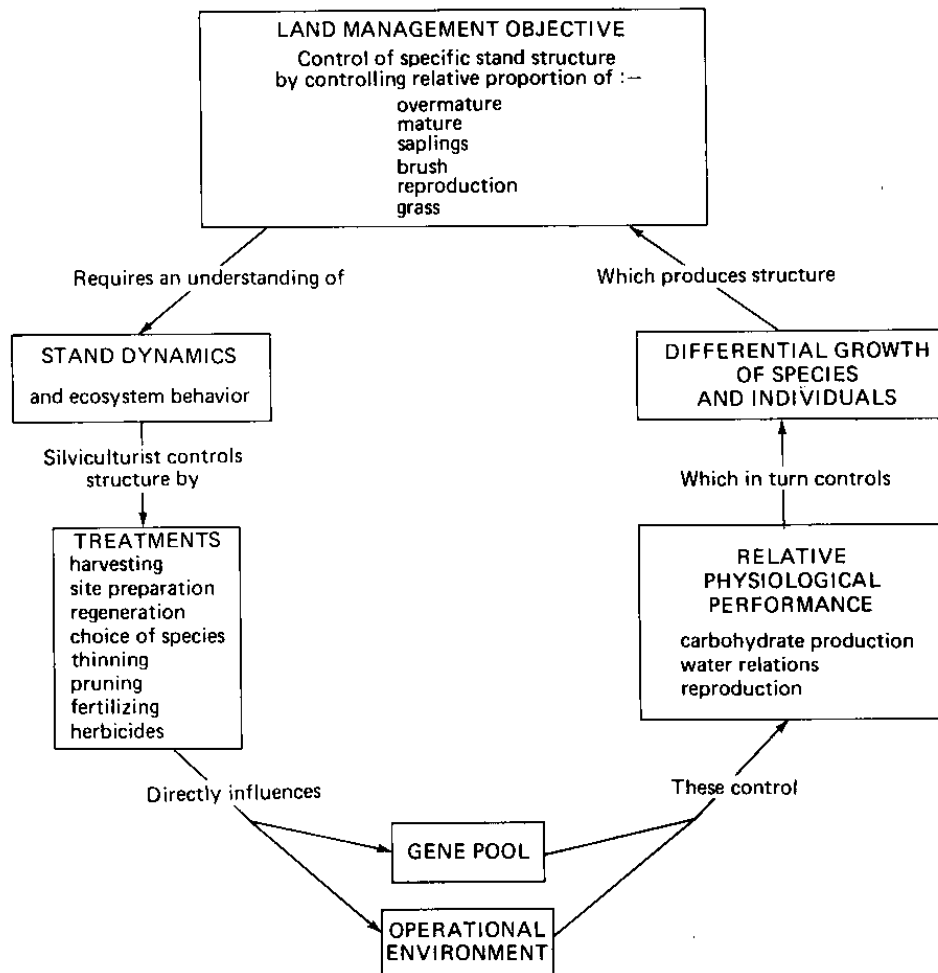 LAND MANAGEMENT OBJECTIVE
Control of specific stand structure
by controlling relative proportion of :—
overmature
mature
saplings
brush
reproduction
grass
Requires an understanding of
Which produces structure
STAND DYNAMICS
and ecosystem behavior
DIFFERENTIAL GROWTH
OF SPECIES
AND INDIVIDUALS
Silviculturist controls
structure by
Which in turn controls
TREATMENTS
harvesting
site preparation
regeneration
choice of species
thinning
pruning
fertilizing
herbicides
RELATIVE
PHYSIOLOGICAL
PERFORMANCE
carbohydrate production
water relations
reproduction
Directly influences
These control
GENE POOL
OPERATIONAL
ENVIRONMENT